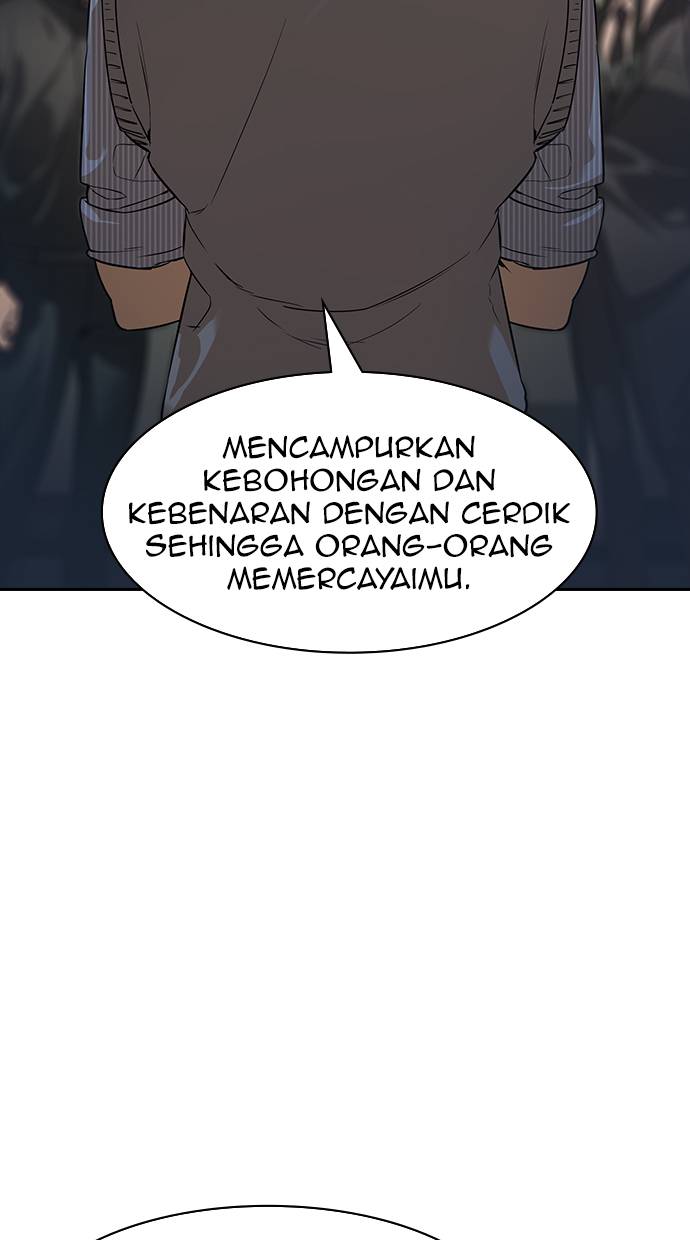 MENCAMPURKAN
KEBOHONGAN DAN
KEBENARAN DENGAN CERDIK
SEHINGGA ORANG-ORANG
MEMERCAYAIMU.